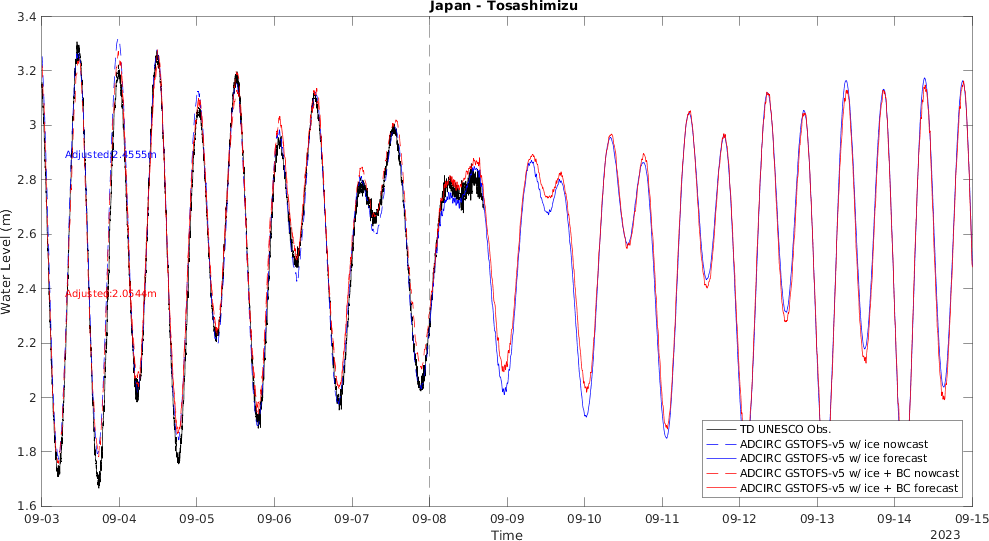 Japan - Tosashimizu
3.4
3.2
3
2.8
2.6
2.4
2.2
2
1.8
1.6
Water Level (m)
Adjusted:2.4555m
Adjusted:2.0544m
TD UNESCO Obs.
ADCIRC GSTOFS-v5 w/ ice nowcast
ADCIRC GSTOFS-v5 w/ ice forecast
ADCIRC GSTOFS-v5 w/ ice + BC nowcast
ADCIRC GSTOFS-v5 w/ ice + BC forecast
09-03 09-04 09-05 09-06 09-07 09-08 09-09 09-10 09-11 09-12 09-13 09-14 09-15
Time
2023